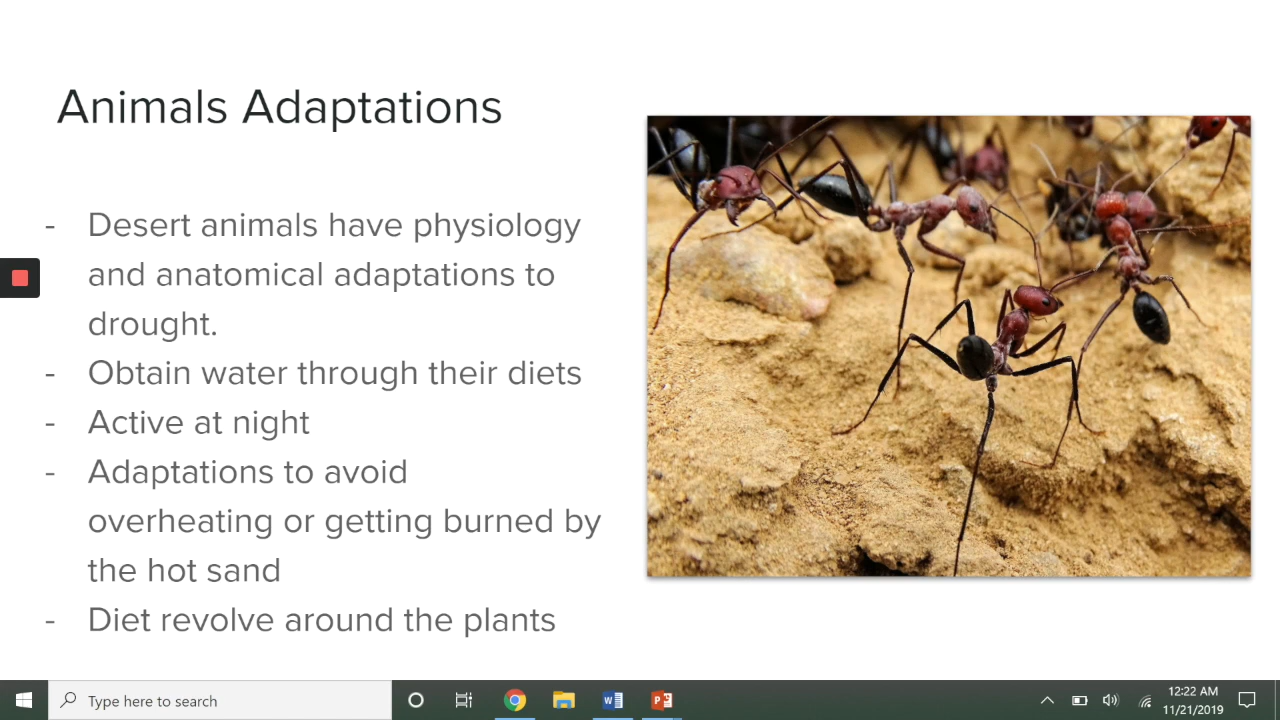 Animals Adaptations
- Desert animals have physiology
and anatomical adaptations to
drought.
- Obtain water through their diets
- Active at night
- Adaptations to avoid
overheating or getting burned by
the hot sand
- Diet revolve around the plants
Type here to search
12:22 AM
11/21/2019